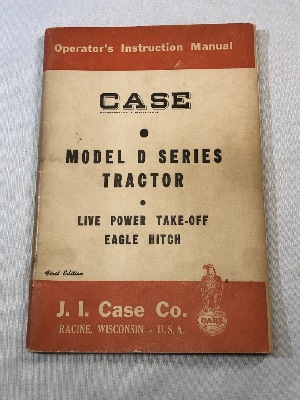 Operator's Instruction Manual
CASE
MODEL D SERIES
TRACTOR
LIVE POWER TAKE-OFF
EAGLE HITCH
First Edition
J. I. Case Co.
RACINE, WISCONSIN - U.S.A.
CASE